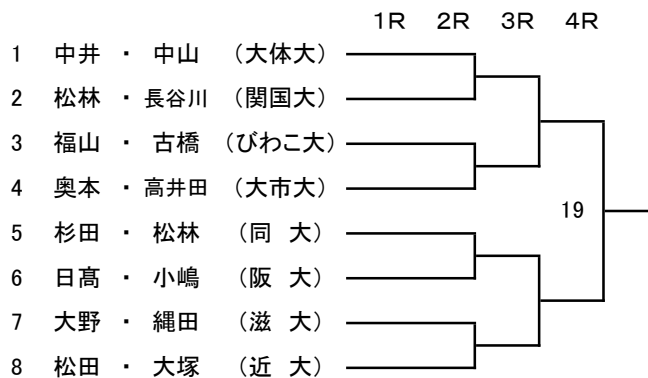 1R 2R 3R 4R
1 中井 ・ 中山 (大体大)
2 松林 ・ 長谷川 (関国大)
3 福山 ・ 古橋 (びわこ大)
4 奥本 ・ 高井田 (大市大)
19
5 杉田 ・ 松林 (同 大)
6 日髙 ・ 小嶋 (阪 大)
7 大野 ・ 縄田 (滋 大)
8 松田 ・ 大塚 (近 大)